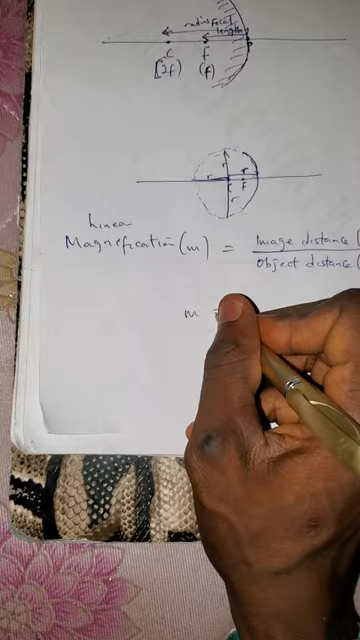 radius focal
length
C F P
(2f) (f)
r r
r C F
r
Linear
Magnification (m) = Image distance (
Object distance (
m =